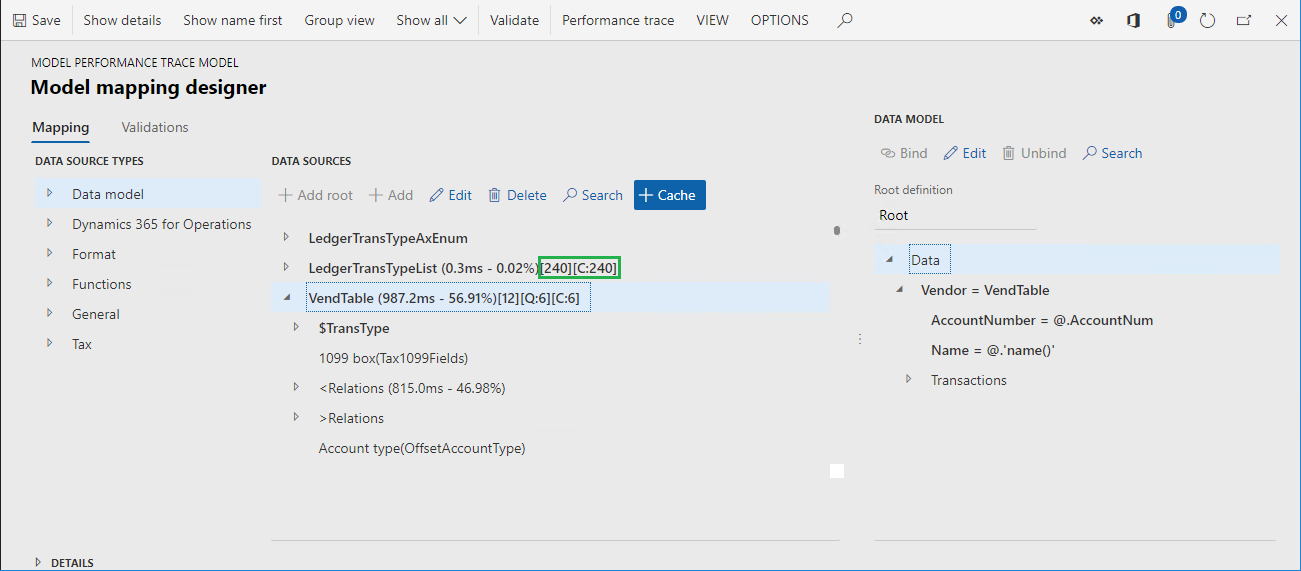 Save Show details Show name first Group view Show all Validate Performance trace VIEW OPTIONS 0
MODEL PERFORMANCE TRACE MODEL
Model mapping designer
Mapping Validations
DATA SOURCE TYPES
Data model
Dynamics 365 for Operations
Format
Functions
General
Tax
DATA SOURCES
+ Add root + Add Edit Delete Search + Cache
LedgerTransTypeAxEnum
LedgerTransTypeList (0.3ms - 0.02%)[240][C:240]
VendTable (987.2ms - 56.91%)[12][Q:6][C:6]
$TransType
1099 box(Tax1099Fields)
<Relations (815.0ms - 46.98%)
>Relations
Account type(OffsetAccountType)
DATA MODEL
Bind Edit Unbind Search
Root definition
Root
Data
Vendor = VendTable
AccountNumber = @.AccountNum
Name = @.'name()'
Transactions
DETAILS